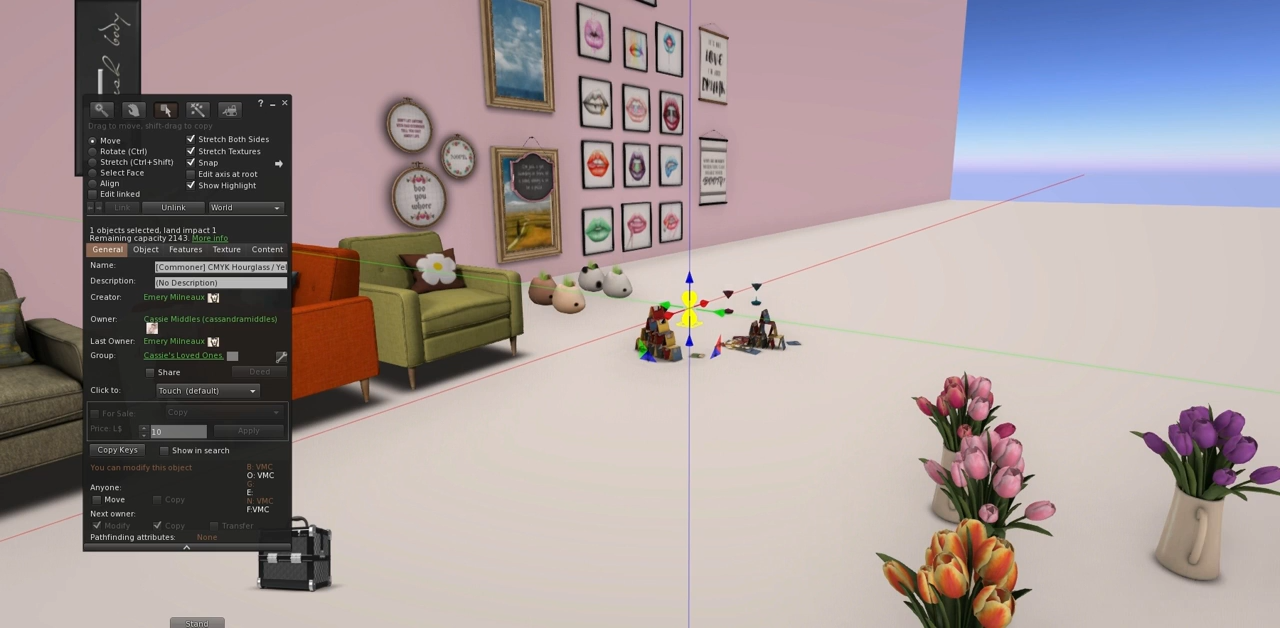 ? _ ×
Drag to move, shift-drag to copy
Move
Rotate (Ctrl)
Stretch (Ctrl+Shift)
Select Face
Align
Edit linked
Stretch Both Sides
Stretch Textures
Snap
Edit axis at root
Show Highlight
Link Unlink World
1 objects selected, land impact 1
Remaining capacity 2143. More info
General Object Features Texture Content
Name: [Commoner] CMYK Hourglass / Yel
Description: (No Description)
Creator: Emery Milneaux
Owner: Cassie Middles (cassandramiddles)
Last Owner: Emery Milneaux
Group: Cassie's Loved Ones.
Share Deed
Click to: Touch (default)
For Sale: Copy
Price: L$ 10 Apply
Copy Keys Show in search
You can modify this object
B: VMC
O: VMC
G:
E:
N: VMC
F:VMC
Anyone:
Move Copy
Next owner:
Modify Copy Transfer
Pathfinding attributes: None
Stand
body
boo
you
whore
LOVE